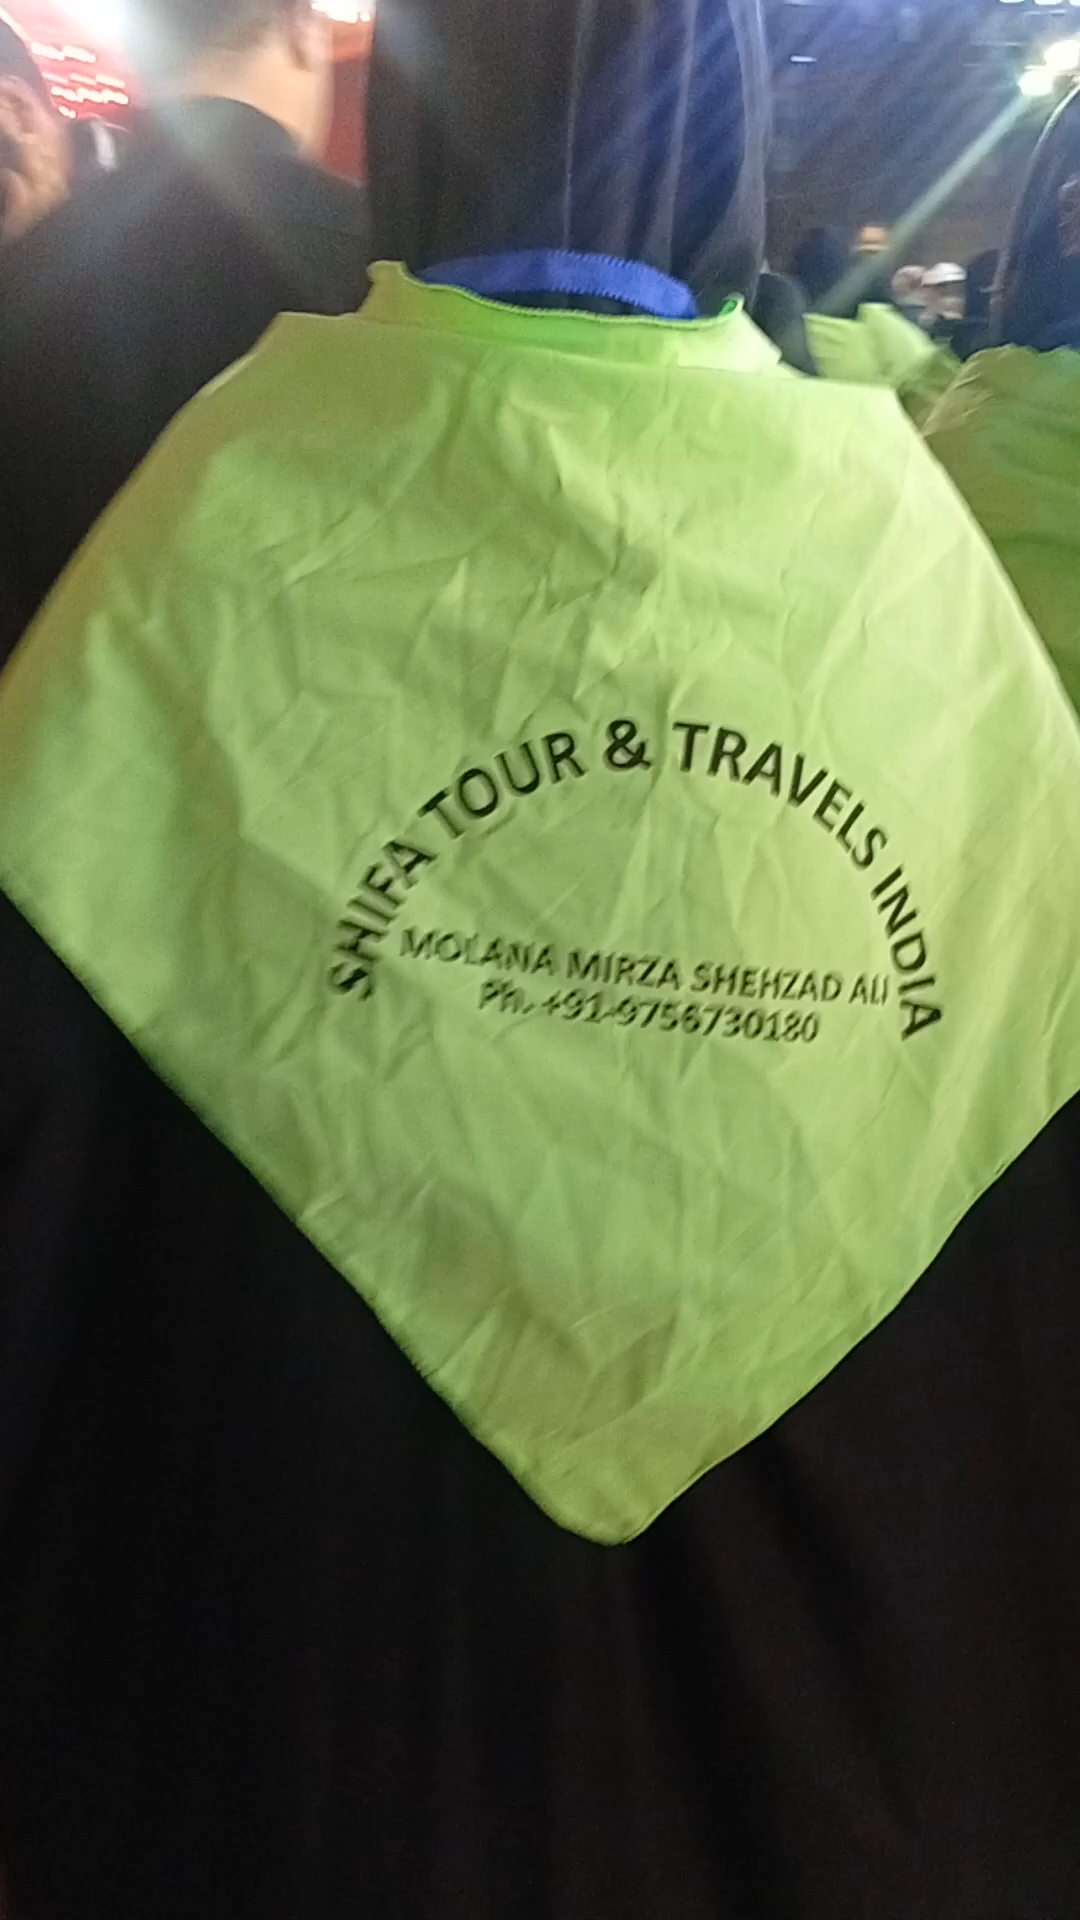 SHIFA TOUR & TRAVELS INDIA
MOLANA MIRZA SHEHZAD ALI
Ph. +91-9756730180